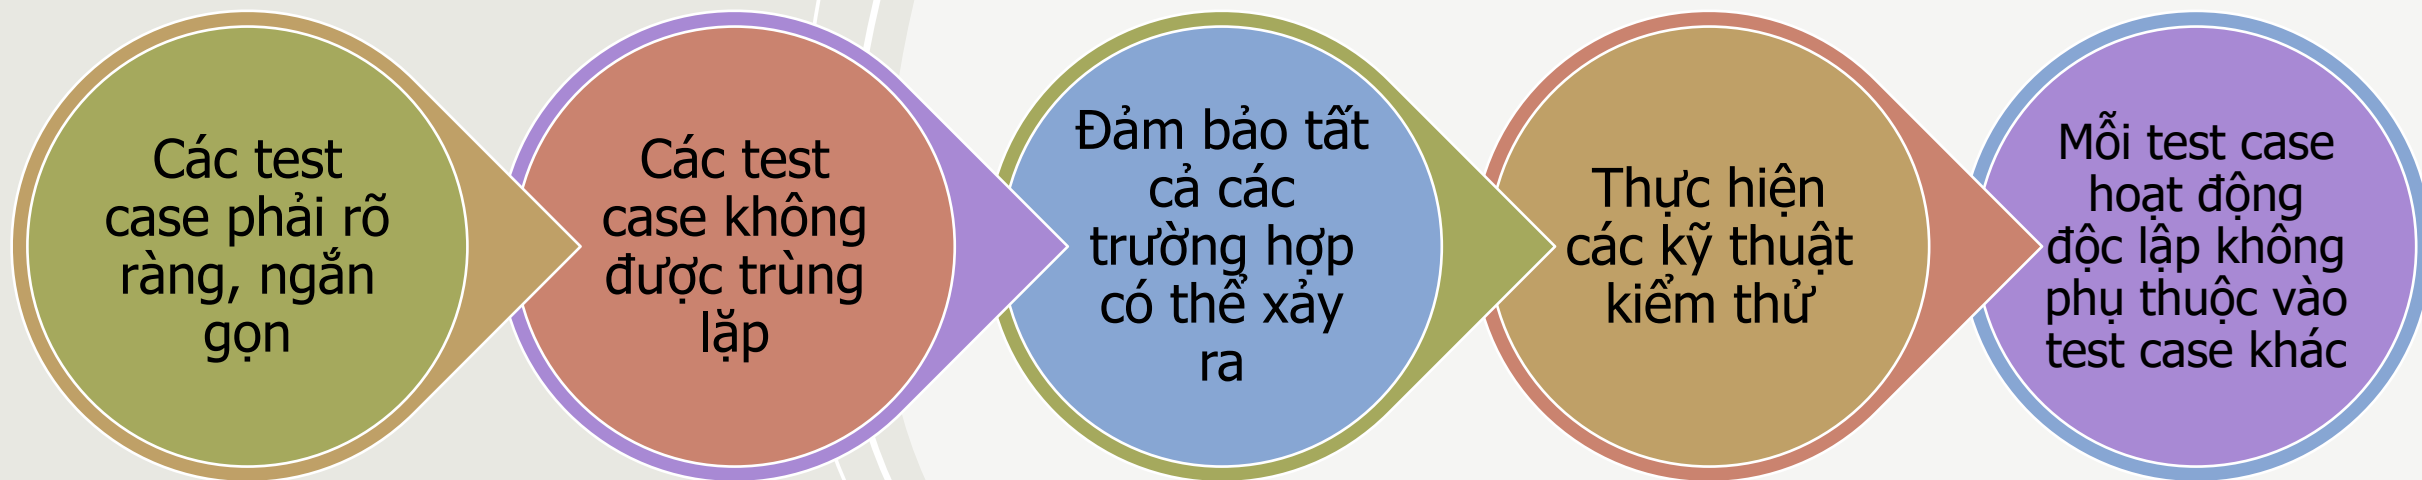 Các test
case phải rõ
ràng, ngắn
gọn
Các test
case không
được trùng
lặp
Đảm bảo tất
cả các
trường hợp
có thể xảy
ra
Thực hiện
các kỹ thuật
kiểm thử
Mỗi test case
hoạt động
độc lập không
phụ thuộc vào
test case khác